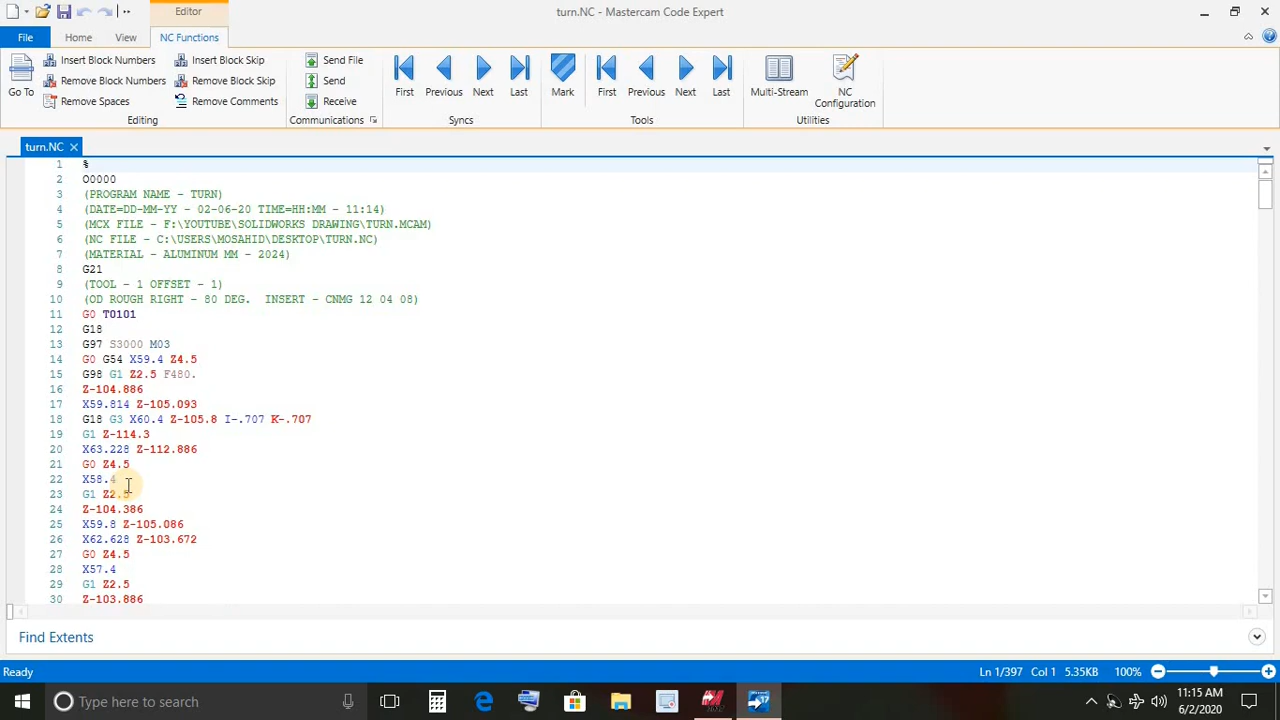 Editor
turn.NC - Mastercam Code Expert
File
Home
View
NC Functions
Go To
Insert Block Numbers
Remove Block Numbers
Remove Spaces
Insert Block Skip
Remove Block Skip
Remove Comments
Editing
Send File
Send
Receive
Communications
First
Previous
Next
Last
Syncs
Mark
First
Previous
Next
Last
Tools
Multi-Stream
NC
Configuration
Utilities
turn.NC
1 %
2 O0000
3 (PROGRAM NAME - TURN)
4 (DATE=DD-MM-YY - 02-06-20 TIME=HH:MM - 11:14)
5 (MCX FILE - F:\YOUTUBE\SOLIDWORKS DRAWING\TURN.MCAM)
6 (NC FILE - C:\USERS\MOSAHID\DESKTOP\TURN.NC)
7 (MATERIAL - ALUMINUM MM - 2024)
8 G21
9 (TOOL - 1 OFFSET - 1)
10 (OD ROUGH RIGHT - 80 DEG.  INSERT - CNMG 12 04 08)
11 G0 T0101
12 G18
13 G97 S3000 M03
14 G0 G54 X59.4 Z4.5
15 G98 G1 Z2.5 F480.
16 Z-104.886
17 X59.814 Z-105.093
18 G18 G3 X60.4 Z-105.8 I-.707 K-.707
19 G1 Z-114.3
20 X63.228 Z-112.886
21 G0 Z4.5
22 X58.4
23 G1 Z2.5
24 Z-104.386
25 X59.8 Z-105.086
26 X62.628 Z-103.672
27 G0 Z4.5
28 X57.4
29 G1 Z2.5
30 Z-103.886
Find Extents
Ready
Ln 1/397
Col 1
5.35KB
100%
Type here to search
11:15 AM
6/2/2020